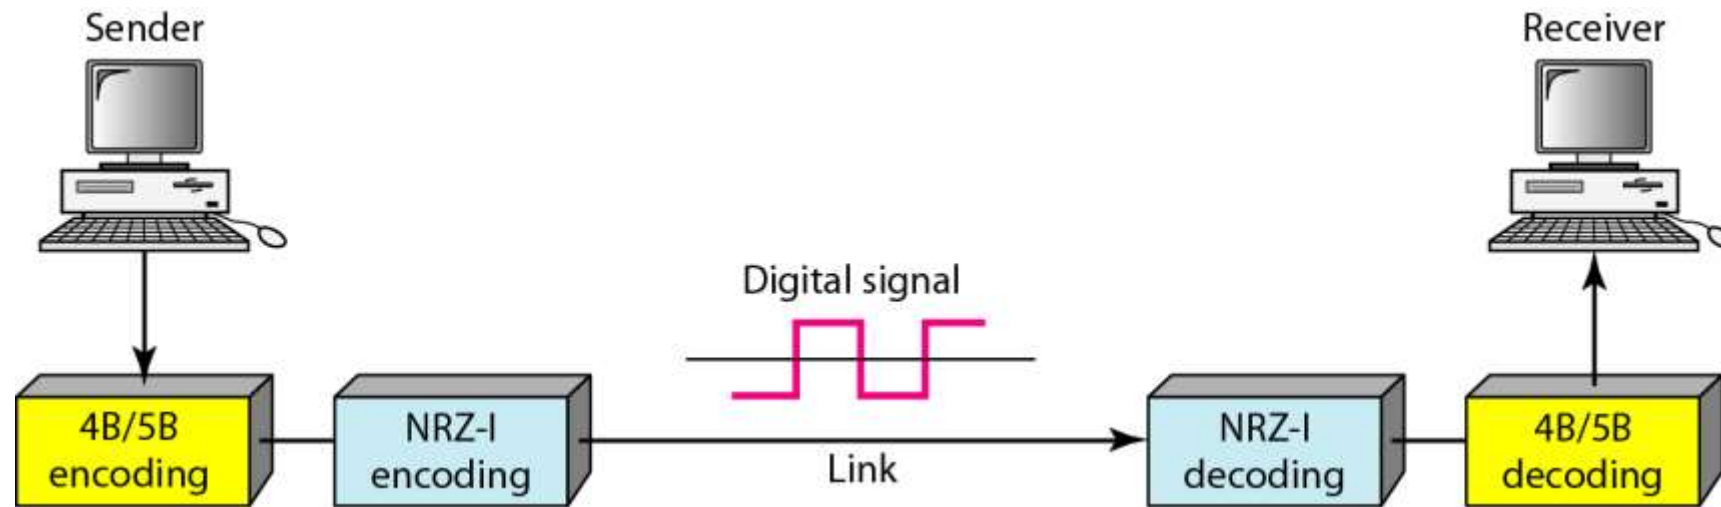 Sender
Receiver
Digital signal
4B/5B
encoding
NRZ-I
encoding
Link
NRZ-I
decoding
4B/5B
decoding